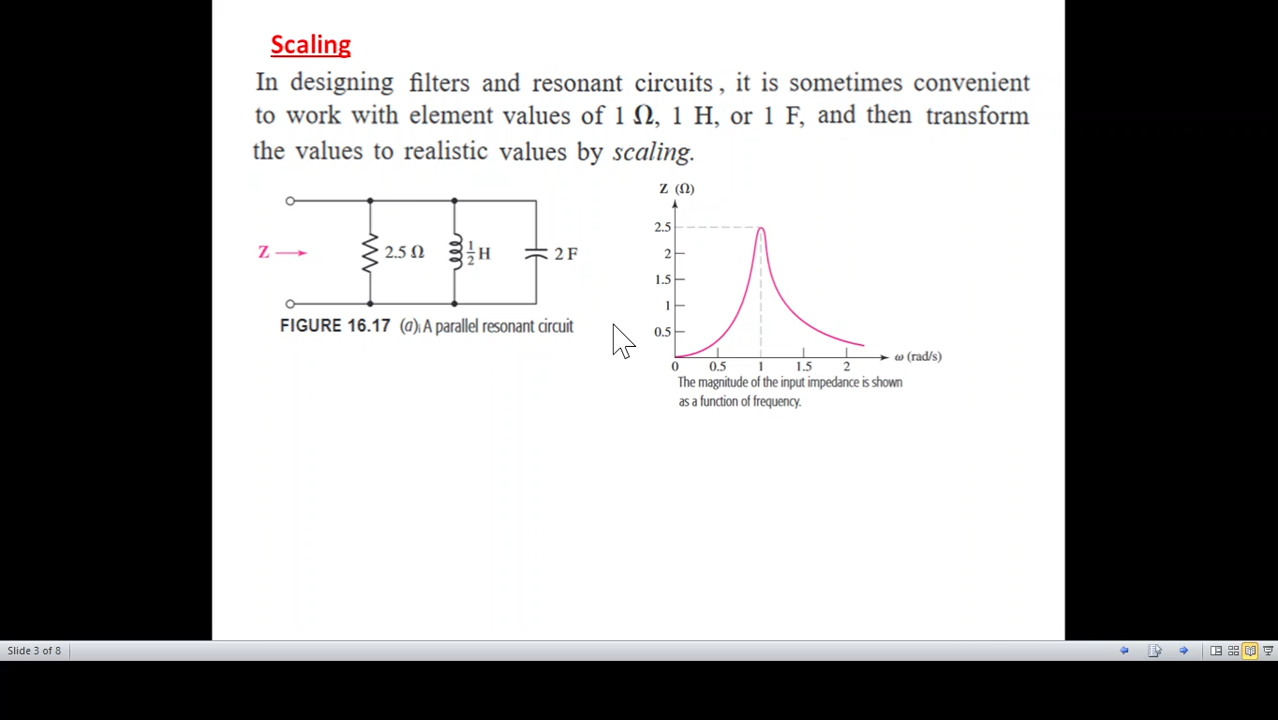 Scaling
In designing filters and resonant circuits, it is sometimes convenient
to work with element values of 1 Ω, 1 H, or 1 F, and then transform
the values to realistic values by scaling.
Z
2.5 Ω
1/2 H
2 F
FIGURE 16.17 (a) A parallel resonant circuit
Z (Ω)
2.5
2
1.5
1
0.5
0 0.5 1 1.5 2
ω (rad/s)
The magnitude of the input impedance is shown
as a function of frequency.
Slide 3 of 8